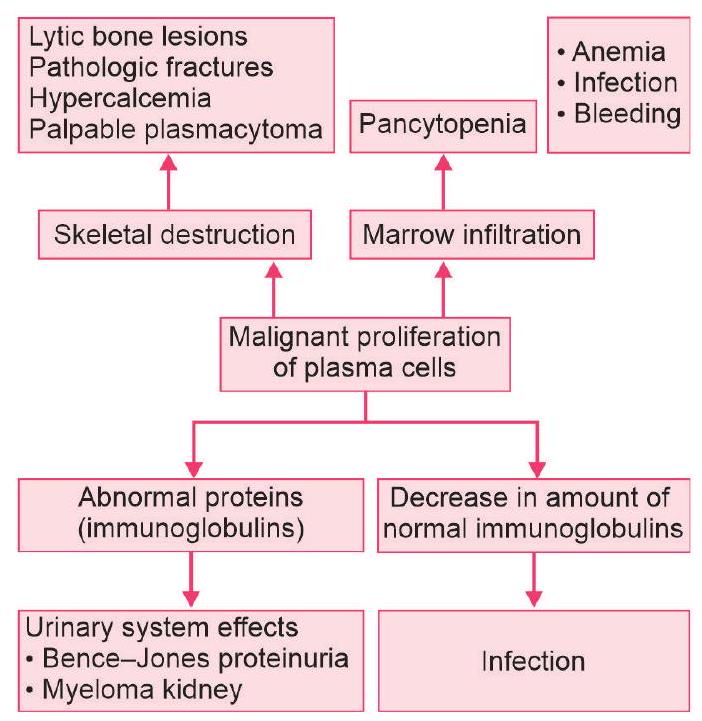 Lytic bone lesions
Pathologic fractures
Hypercalcemia
Palpable plasmacytoma
• Anemia
• Infection
• Bleeding
Pancytopenia
Skeletal destruction
Marrow infiltration
Malignant proliferation
of plasma cells
Abnormal proteins
(immunoglobulins)
Decrease in amount of
normal immunoglobulins
Urinary system effects
• Bence–Jones proteinuria
• Myeloma kidney
Infection